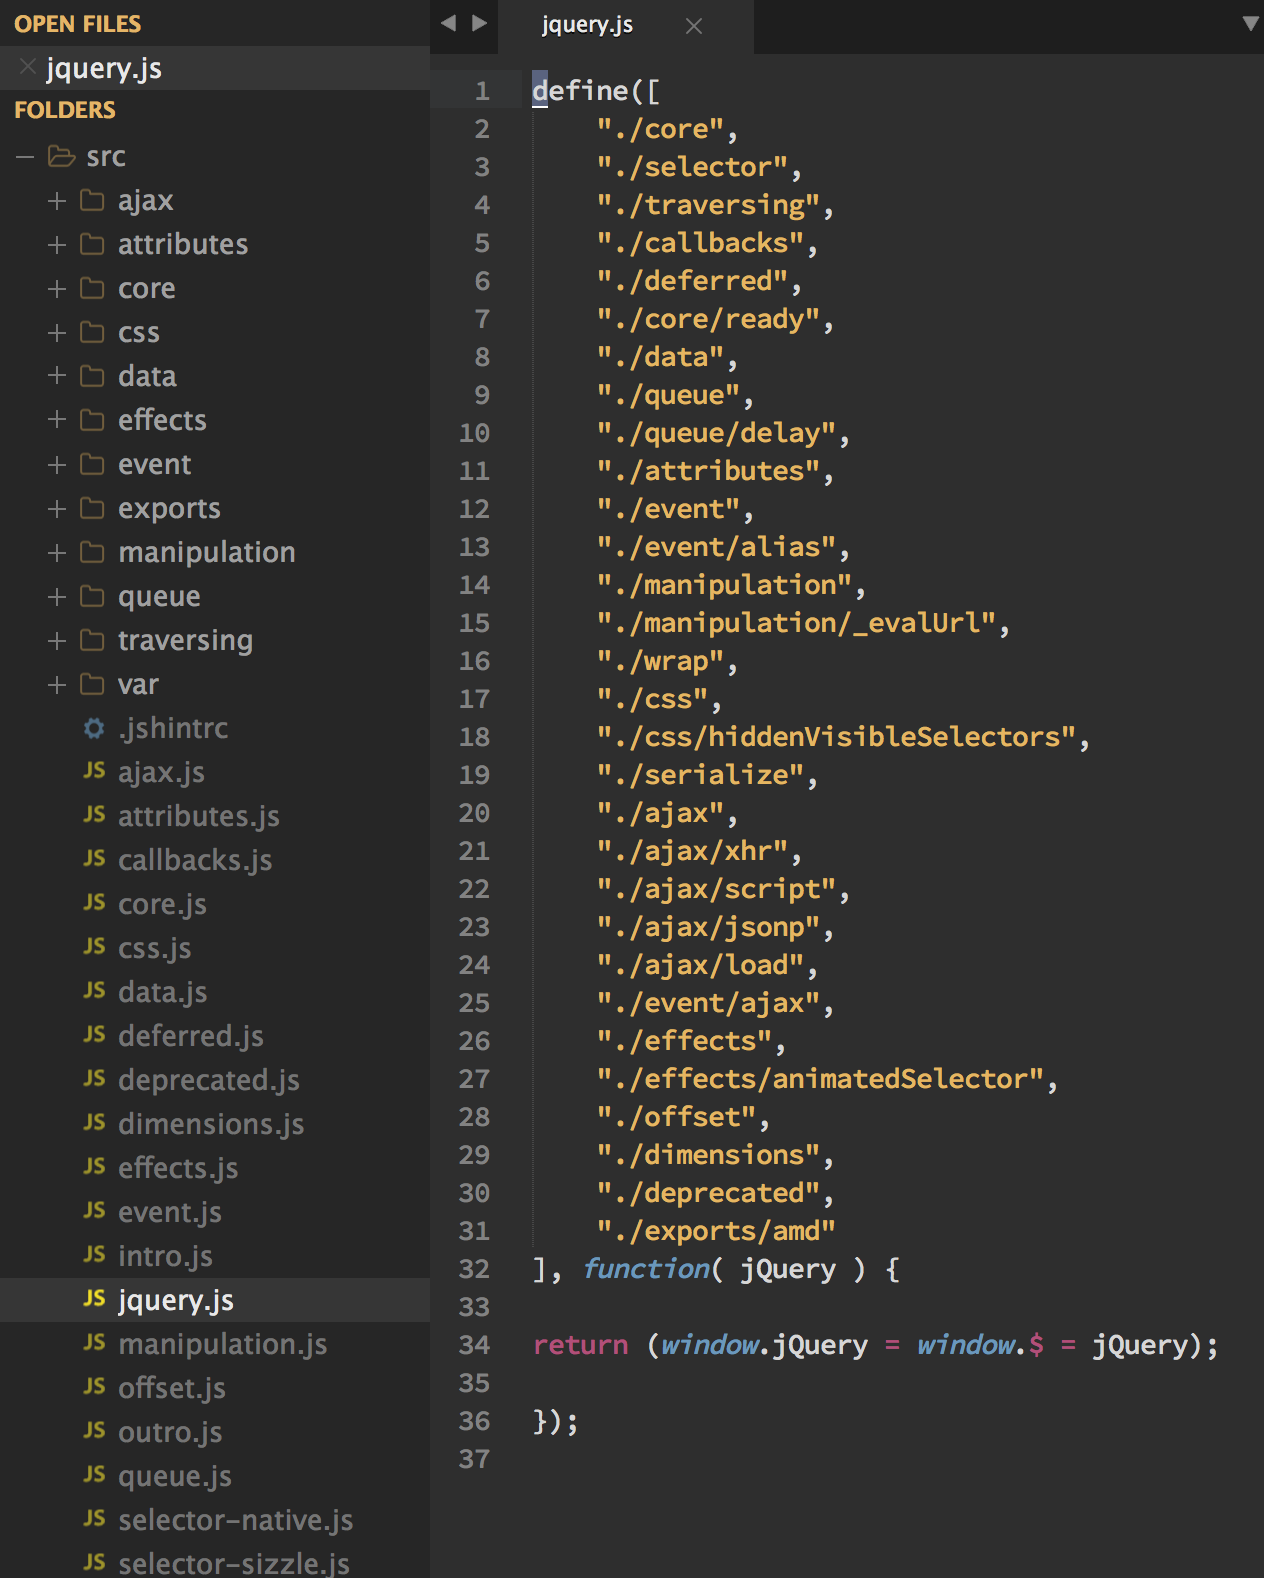 OPEN FILES
jquery.js
FOLDERS
src
ajax
attributes
core
css
data
effects
event
exports
manipulation
queue
traversing
var
.jshintrc
JS ajax.js
JS attributes.js
JS callbacks.js
JS core.js
JS css.js
JS data.js
JS deferred.js
JS deprecated.js
JS dimensions.js
JS effects.js
JS event.js
JS intro.js
JS jquery.js
JS manipulation.js
JS offset.js
JS outro.js
JS queue.js
JS selector-native.js
JS selector-sizzle.js
jquery.js
1 define([
2 "./core",
3 "./selector",
4 "./traversing",
5 "./callbacks",
6 "./deferred",
7 "./core/ready",
8 "./data",
9 "./queue",
10 "./queue/delay",
11 "./attributes",
12 "./event",
13 "./event/alias",
14 "./manipulation",
15 "./manipulation/_evalUrl",
16 "./wrap",
17 "./css",
18 "./css/hiddenVisibleSelectors",
19 "./serialize",
20 "./ajax",
21 "./ajax/xhr",
22 "./ajax/script",
23 "./ajax/jsonp",
24 "./ajax/load",
25 "./event/ajax",
26 "./effects",
27 "./effects/animatedSelector",
28 "./offset",
29 "./dimensions",
30 "./deprecated",
31 "./exports/amd"
32 ], function( jQuery ) {
33
34 return (window.jQuery = window.$ = jQuery);
35
36 });
37